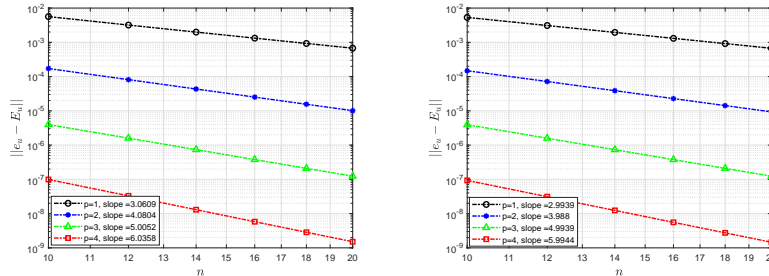 10^-2
10^-3
10^-4
10^-5
10^-6
10^-7
10^-8
10^-9
||e_u − E_u||
p=1, slope=3.0609
p=2, slope=4.0804
p=3, slope=5.0052
p=4, slope=6.0358
10 11 12 13 14 15 16 17 18 19 20
n
10^-2
10^-3
10^-4
10^-5
10^-6
10^-7
10^-8
10^-9
||e_u − E_u||
p=1, slope =2.9939
p=2, slope =3.988
p=3, slope =4.9939
p=4, slope =5.9944
10 11 12 13 14 15 16 17 18 19 20
n